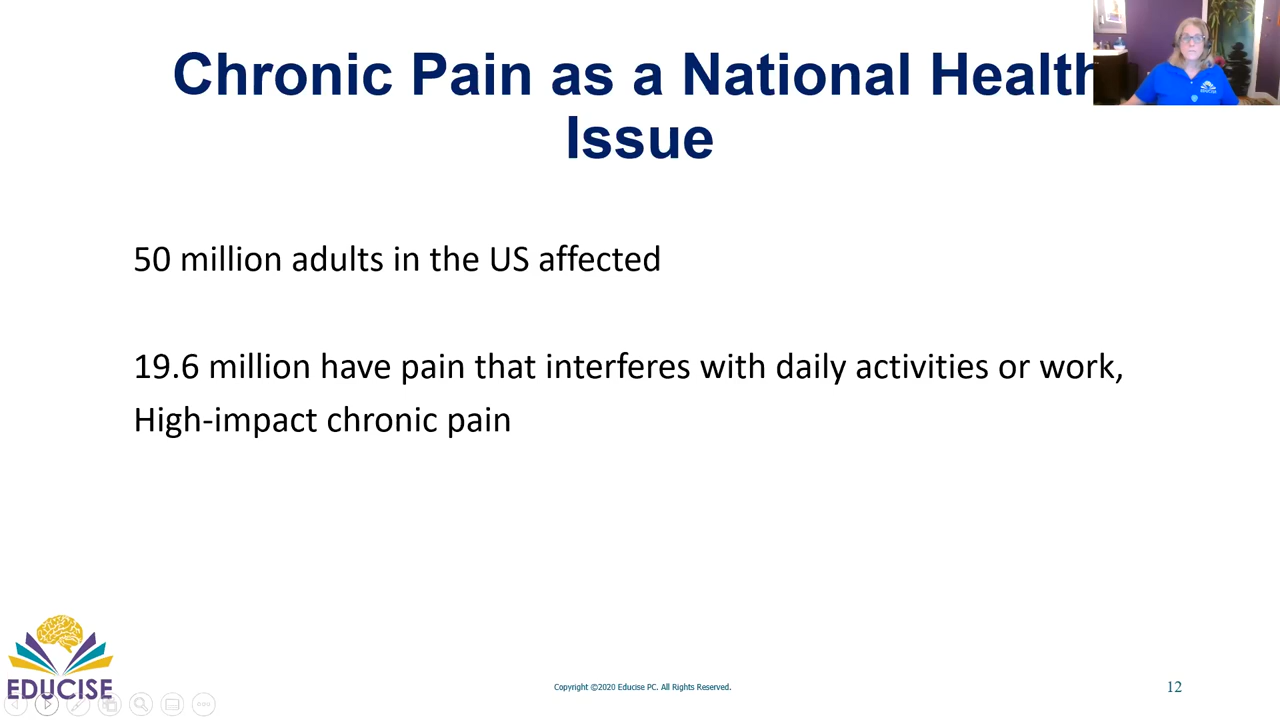 Chronic Pain as a National Health
Issue
50 million adults in the US affected
19.6 million have pain that interferes with daily activities or work,
High-impact chronic pain
EDUCISE
Copyright ©2020 Educise PC. All Rights Reserved.
12